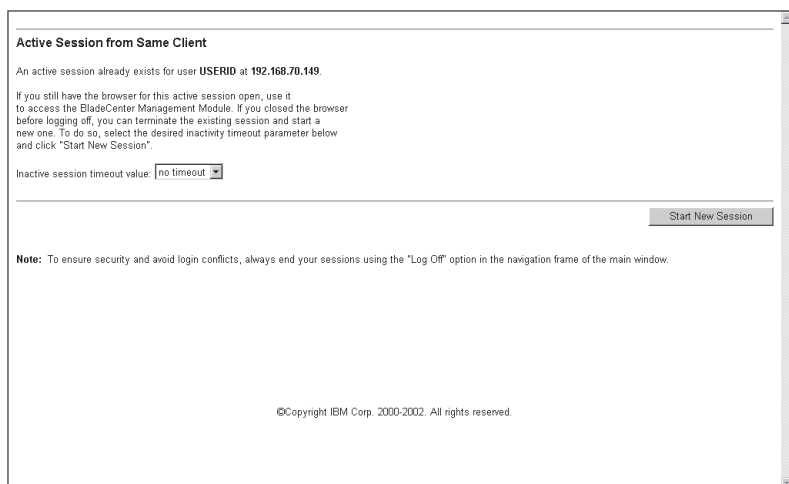 Active Session from Same Client
An active session already exists for user USERID at 192.168.70.149.
If you still have the browser for this active session open, use it
to access the BladeCenter Management Module. If you closed the browser
before logging off, you can terminate the existing session and start a
new one. To do so, select the desired inactivity timeout parameter below
and click "Start New Session".
Inactive session timeout value: no timeout
Start New Session
Note: To ensure security and avoid login conflicts, always end your sessions using the "Log Off" option in the navigation frame of the main window.
©Copyright IBM Corp. 2000-2002. All rights reserved.